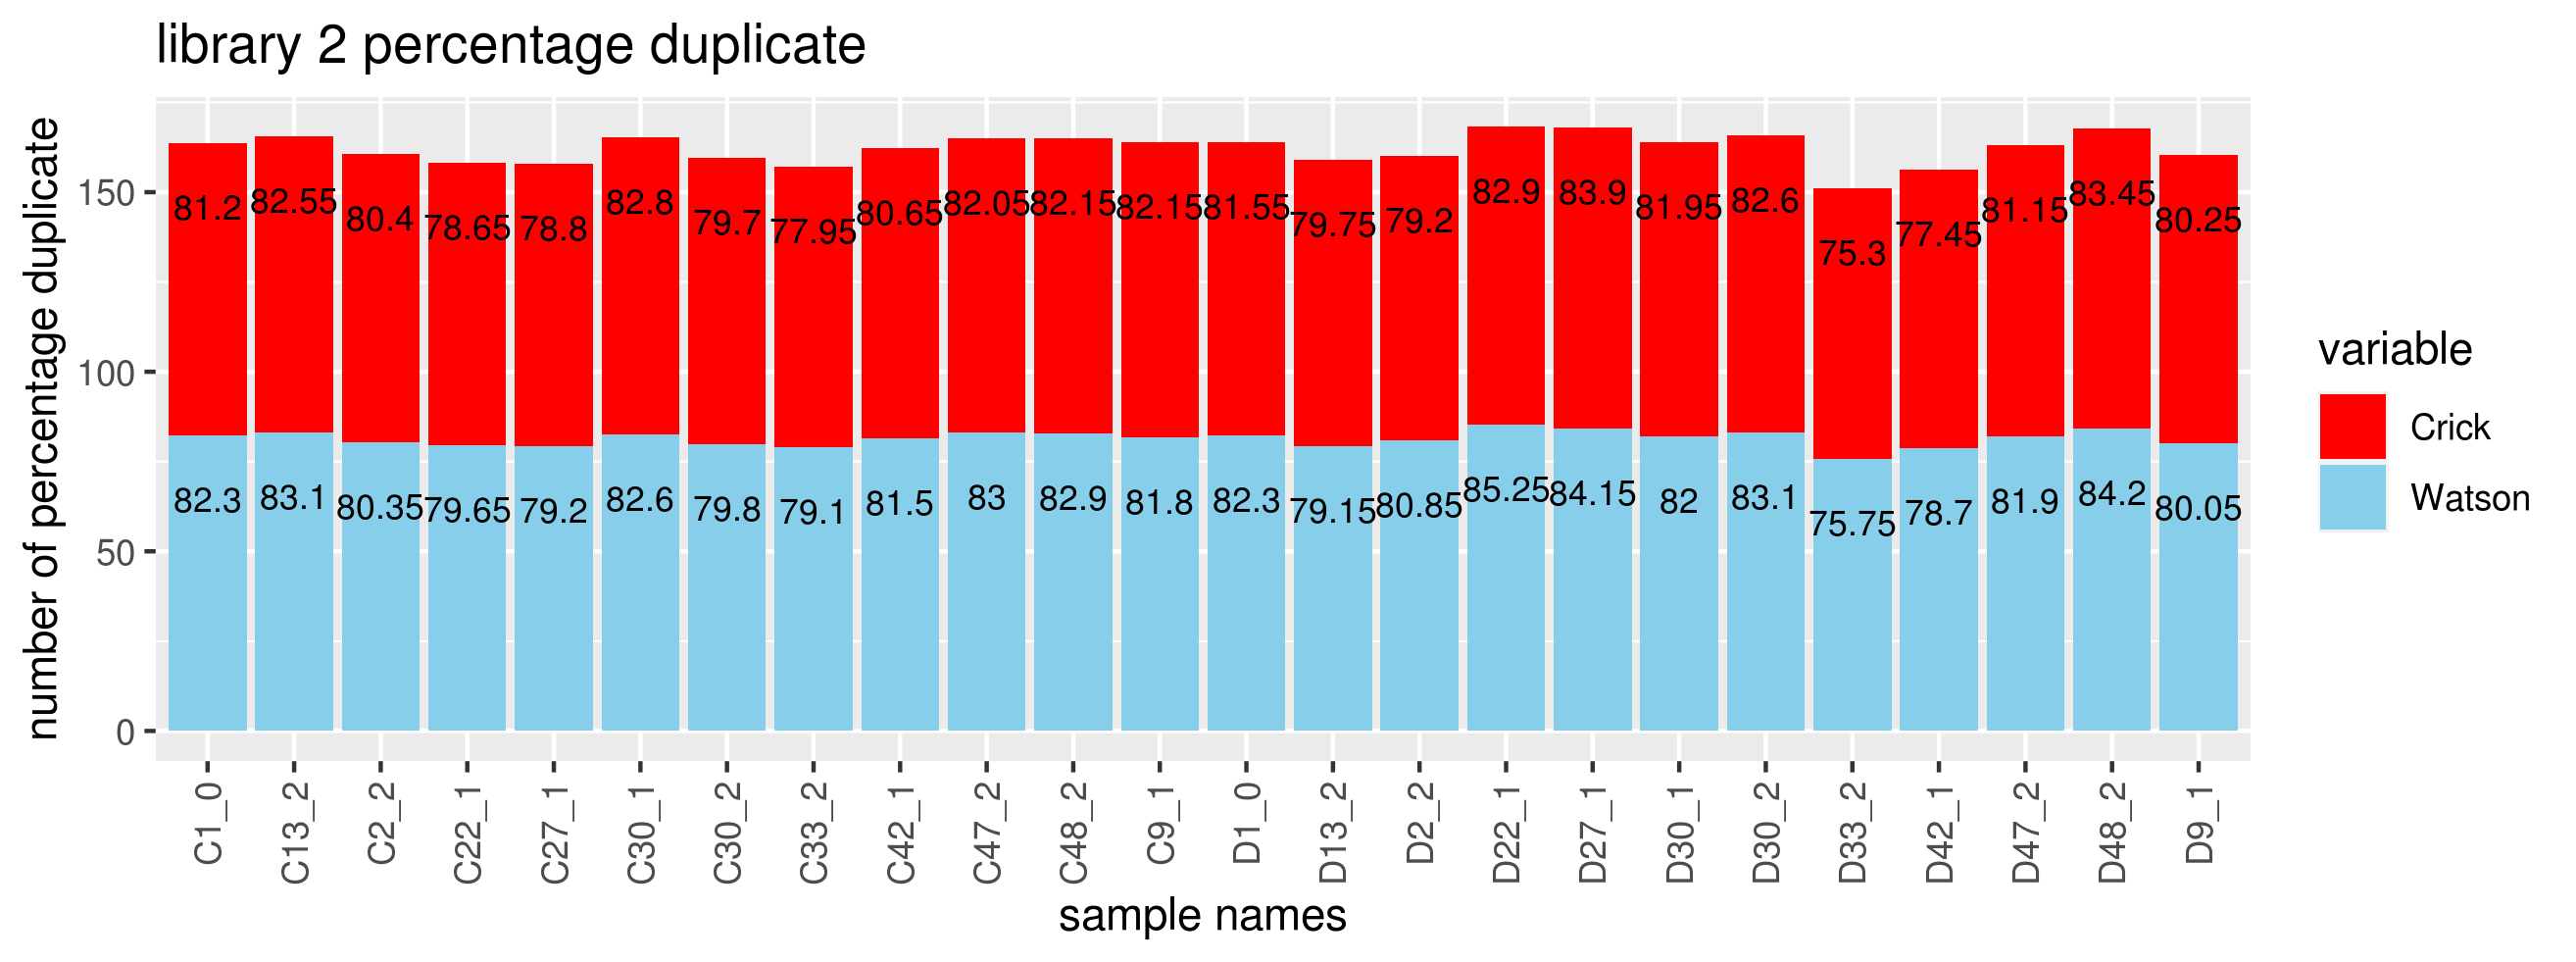 library 2 percentage duplicate
number of percentage duplicate
150
100
50
0
81.2 82.55 80.4 78.65 78.8 82.8 79.7 77.95 80.65 82.05 82.15 82.15 81.55 79.75 79.2 82.9 83.9 81.95 82.6 75.3 77.45 81.15 83.45 80.25
82.3 83.1 80.35 79.65 79.2 82.6 79.8 79.1 81.5 83 82.9 81.8 82.3 79.15 80.85 85.25 84.15 82 83.1 75.75 78.7 81.9 84.2 80.05
C1_0 C13_2 C2_2 C22_1 C27_1 C30_1 C30_2 C33_2 C42_1 C47_2 C48_2 C9_1 D1_0 D13_2 D2_2 D22_1 D27_1 D30_1 D30_2 D33_2 D42_1 D47_2 D48_2 D9_1
sample names
variable
Crick
Watson